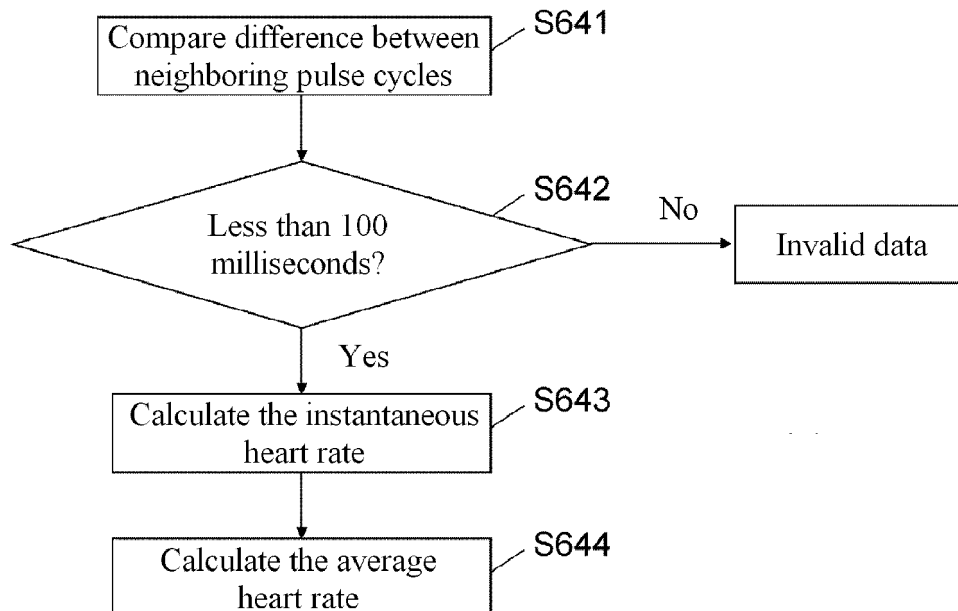 Compare difference between
neighboring pulse cycles
S641
Less than 100
milliseconds?
S642
No
Invalid data
Yes
Calculate the instantaneous
heart rate
S643
Calculate the average
heart rate
S644